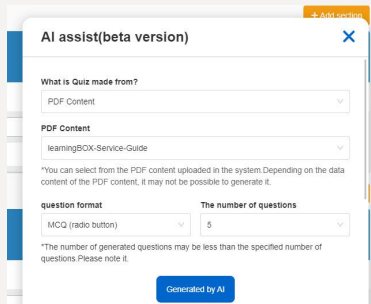 + Add section
AI assist(beta version)
What is Quiz made from?
PDF Content
PDF Content
learningBOX-Service-Guide
*You can select from the PDF content uploaded in the system.Depending on the data
content of the PDF content, it may not be possible to generate it.
question format
The number of questions
MCQ (radio button)
5
*The number of generated questions may be less than the specified number of
questions.Please note it.
Generated by AI